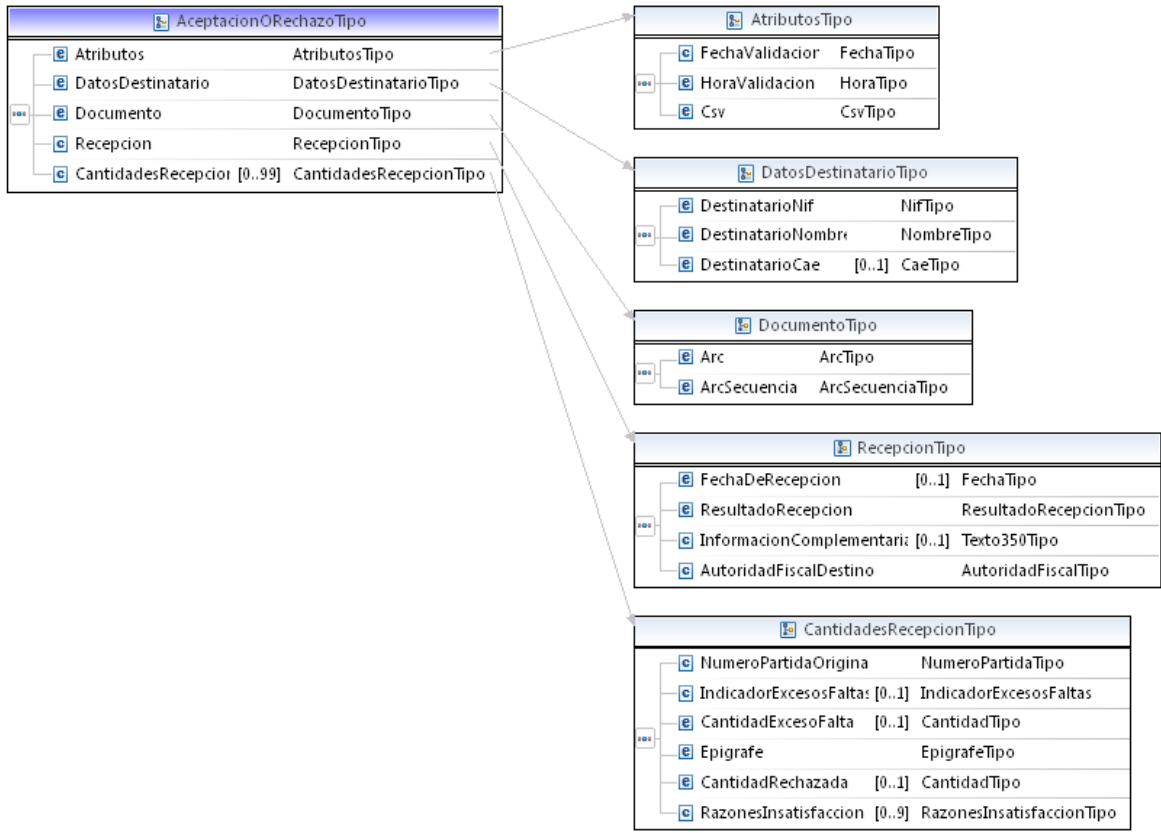 AceptacionORechazoTipo
Atributos AtributosTipo
DatosDestinatario DatosDestinatarioTipo
Documento DocumentoTipo
Recepcion RecepcionTipo
CantidadesRecepcior [0..99] CantidadesRecepcionTipo
AtributosTipo
FechaValidacior FechaTipo
HoraValidacion HoraTipo
Csv CsvTipo
DatosDestinatarioTipo
DestinatarioNif NifTipo
DestinatarioNombre NombreTipo
DestinatarioCae [0..1] CaeTipo
DocumentoTipo
Arc ArcTipo
ArcSecuencia ArcSecuenciaTipo
RecepcionTipo
FechaDeRecepcion [0..1] FechaTipo
ResultadoRecepcion ResultadoRecepcionTipo
InformacionComplementaria [0..1] Texto350Tipo
AutoridadFiscalDestino AutoridadFiscalTipo
CantidadesRecepcionTipo
NumeroPartidaOrigina NumeroPartidaTipo
IndicadorExcesosFaltas [0..1] IndicadorExcesosFaltas
CantidadExcesoFalta [0..1] CantidadTipo
Epigrafe EpigrafeTipo
CantidadRechazada [0..1] CantidadTipo
RazonesInsatisfaccion [0..9] RazonesInsatisfaccionTipo